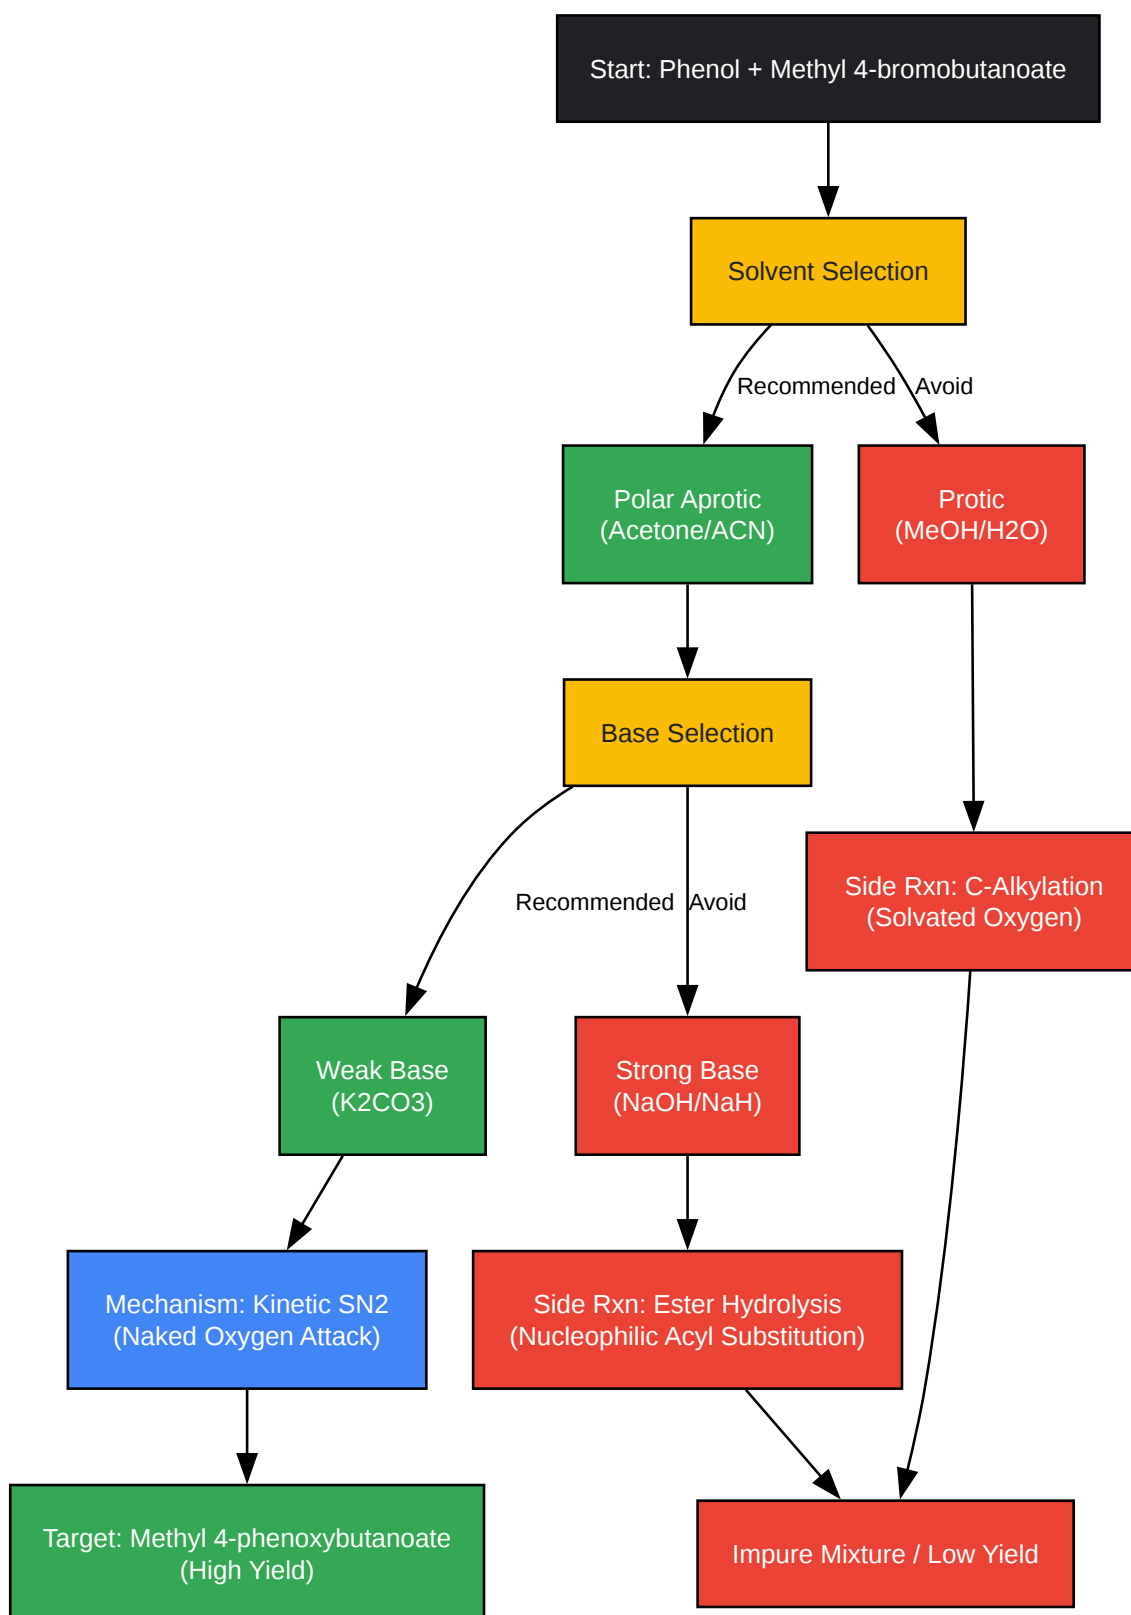 Start: Phenol + Methyl 4-bromobutanoate
Solvent Selection
Recommended
Avoid
Polar Aprotic
(Acetone/ACN)
Protic
(MeOH/H2O)
Base Selection
Side Rxn: C-Alkylation
(Solvated Oxygen)
Recommended
Avoid
Weak Base
(K2CO3)
Strong Base
(NaOH/NaH)
Mechanism: Kinetic SN2
(Naked Oxygen Attack)
Side Rxn: Ester Hydrolysis
(Nucleophilic Acyl Substitution)
Target: Methyl 4-phenoxybutanoate
(High Yield)
Impure Mixture / Low Yield